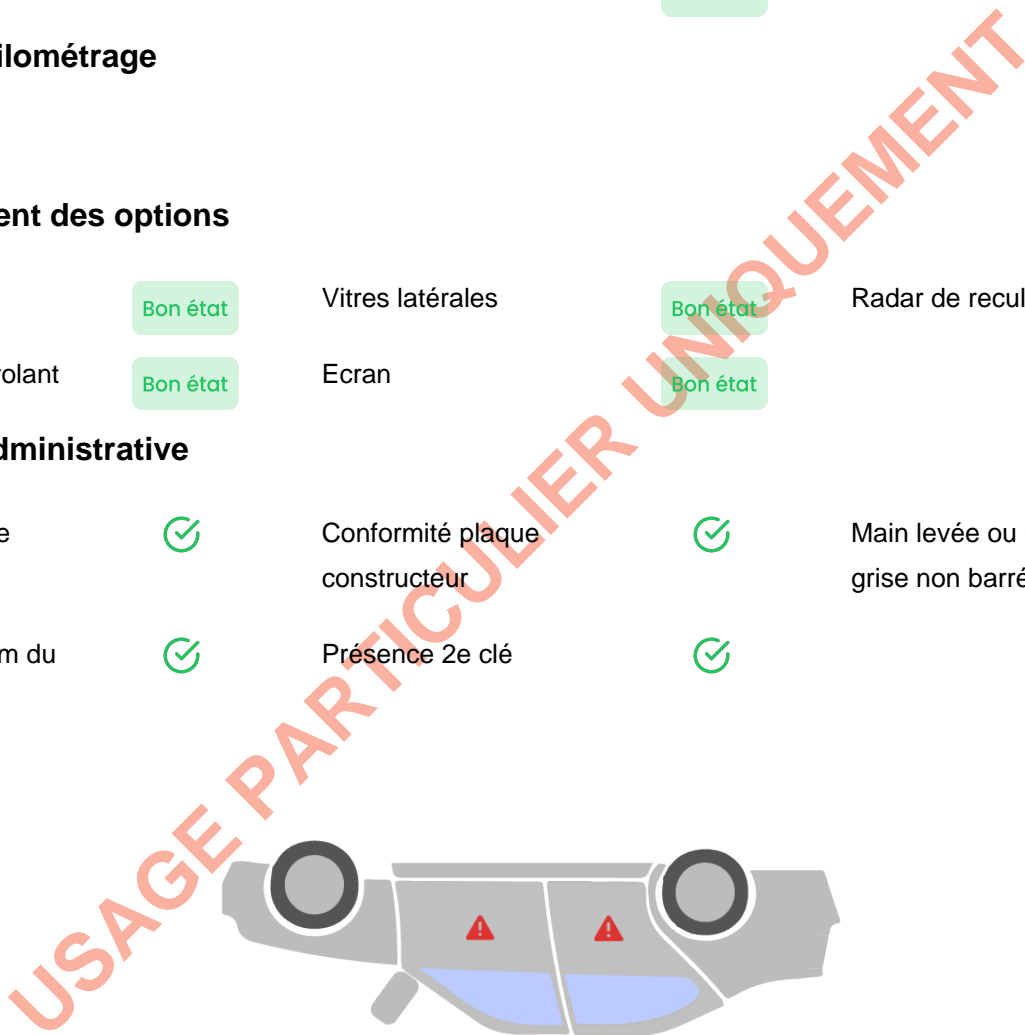 ilométrage
ent des options
Bon état Vitres latérales Bon état Radar de recul
olant Bon état Ecran Bon état
dministrative
e Conformité plaque Main levée ou
constructeur grise non barré
m du Présence 2e clé
USAGE PARTICULIER UNIQUEMENT